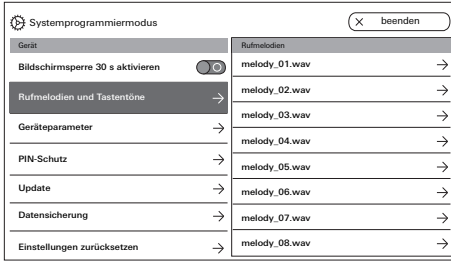 Systemprogrammiermodus
beenden
Gerät
Bildschirmsperre 30 s aktivieren
Rufmelodien und Tastentöne
Geräteparameter
PIN-Schutz
Update
Datensicherung
Einstellungen zurücksetzen
Rufmelodien
melody_01.wav
melody_02.wav
melody_03.wav
melody_04.wav
melody_05.wav
melody_06.wav
melody_07.wav
melody_08.wav